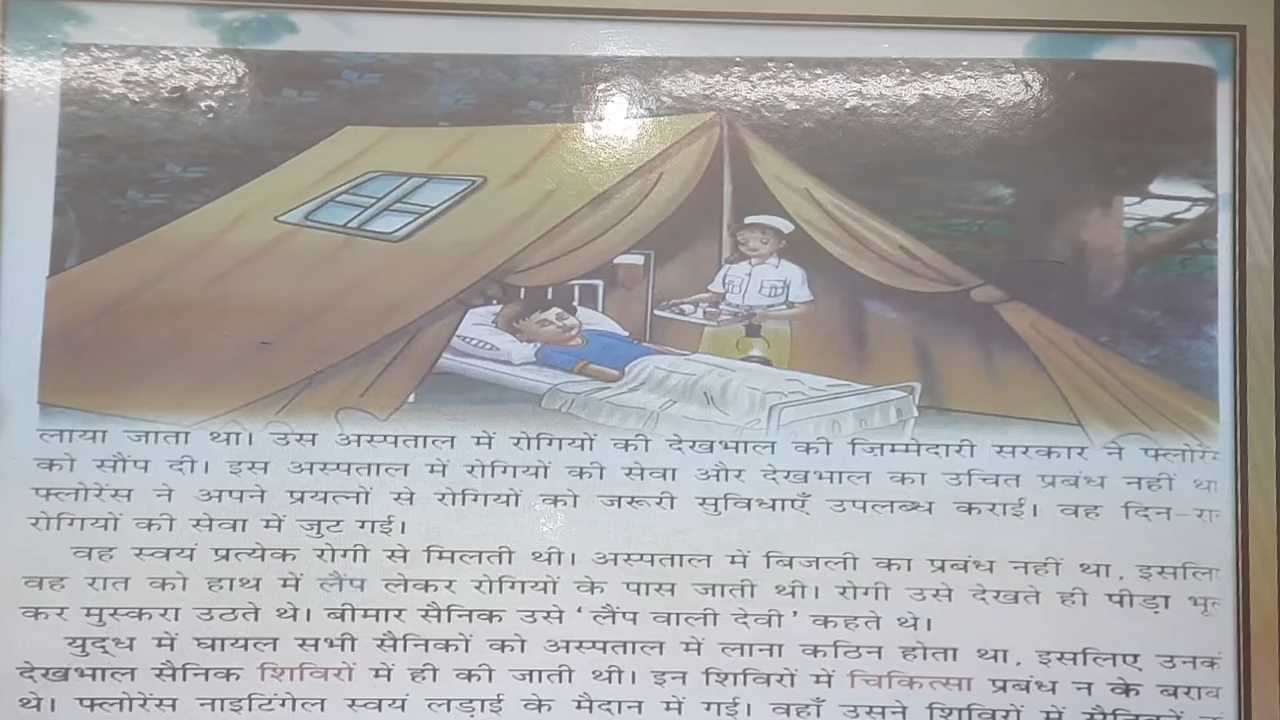 लाया जाता था। उस अस्पताल में रोगियों की देखभाल की ज़िम्मेदारी सरकार ने
को सौंप दी। इस अस्पताल में रोगियों की सेवा और देखभाल का उचित प्रबंध नहीं था
फ्लोरेंस ने अपने प्रयत्नों से रोगियों को जरूरी सुविधाएँ उपलब्ध कराईं। वह दिन-
रोगियों की सेवा में जुट गई।
वह स्वयं प्रत्येक रोगी से मिलती थी। अस्पताल में बिजली का प्रबंध नहीं था,
वह रात को हाथ में लैंप लेकर रोगियों के पास जाती थी। रोगी उसे देखते ही पीड़ा
कर मुस्करा उठते थे। बीमार सैनिक उसे ‘लैंप वाली देवी’ कहते थे।
युद्ध में घायल सभी सैनिकों को अस्पताल में लाना कठिन होता था, इसलिए
देखभाल सैनिक शिविरों में ही की जाती थी। इन शिविरों में चिकित्सा प्रबंध न के
थे। फ्लोरेंस नाइटिंगेल स्वयं लड़ाई के मैदान में गई। वहाँ उसने शिविरों में